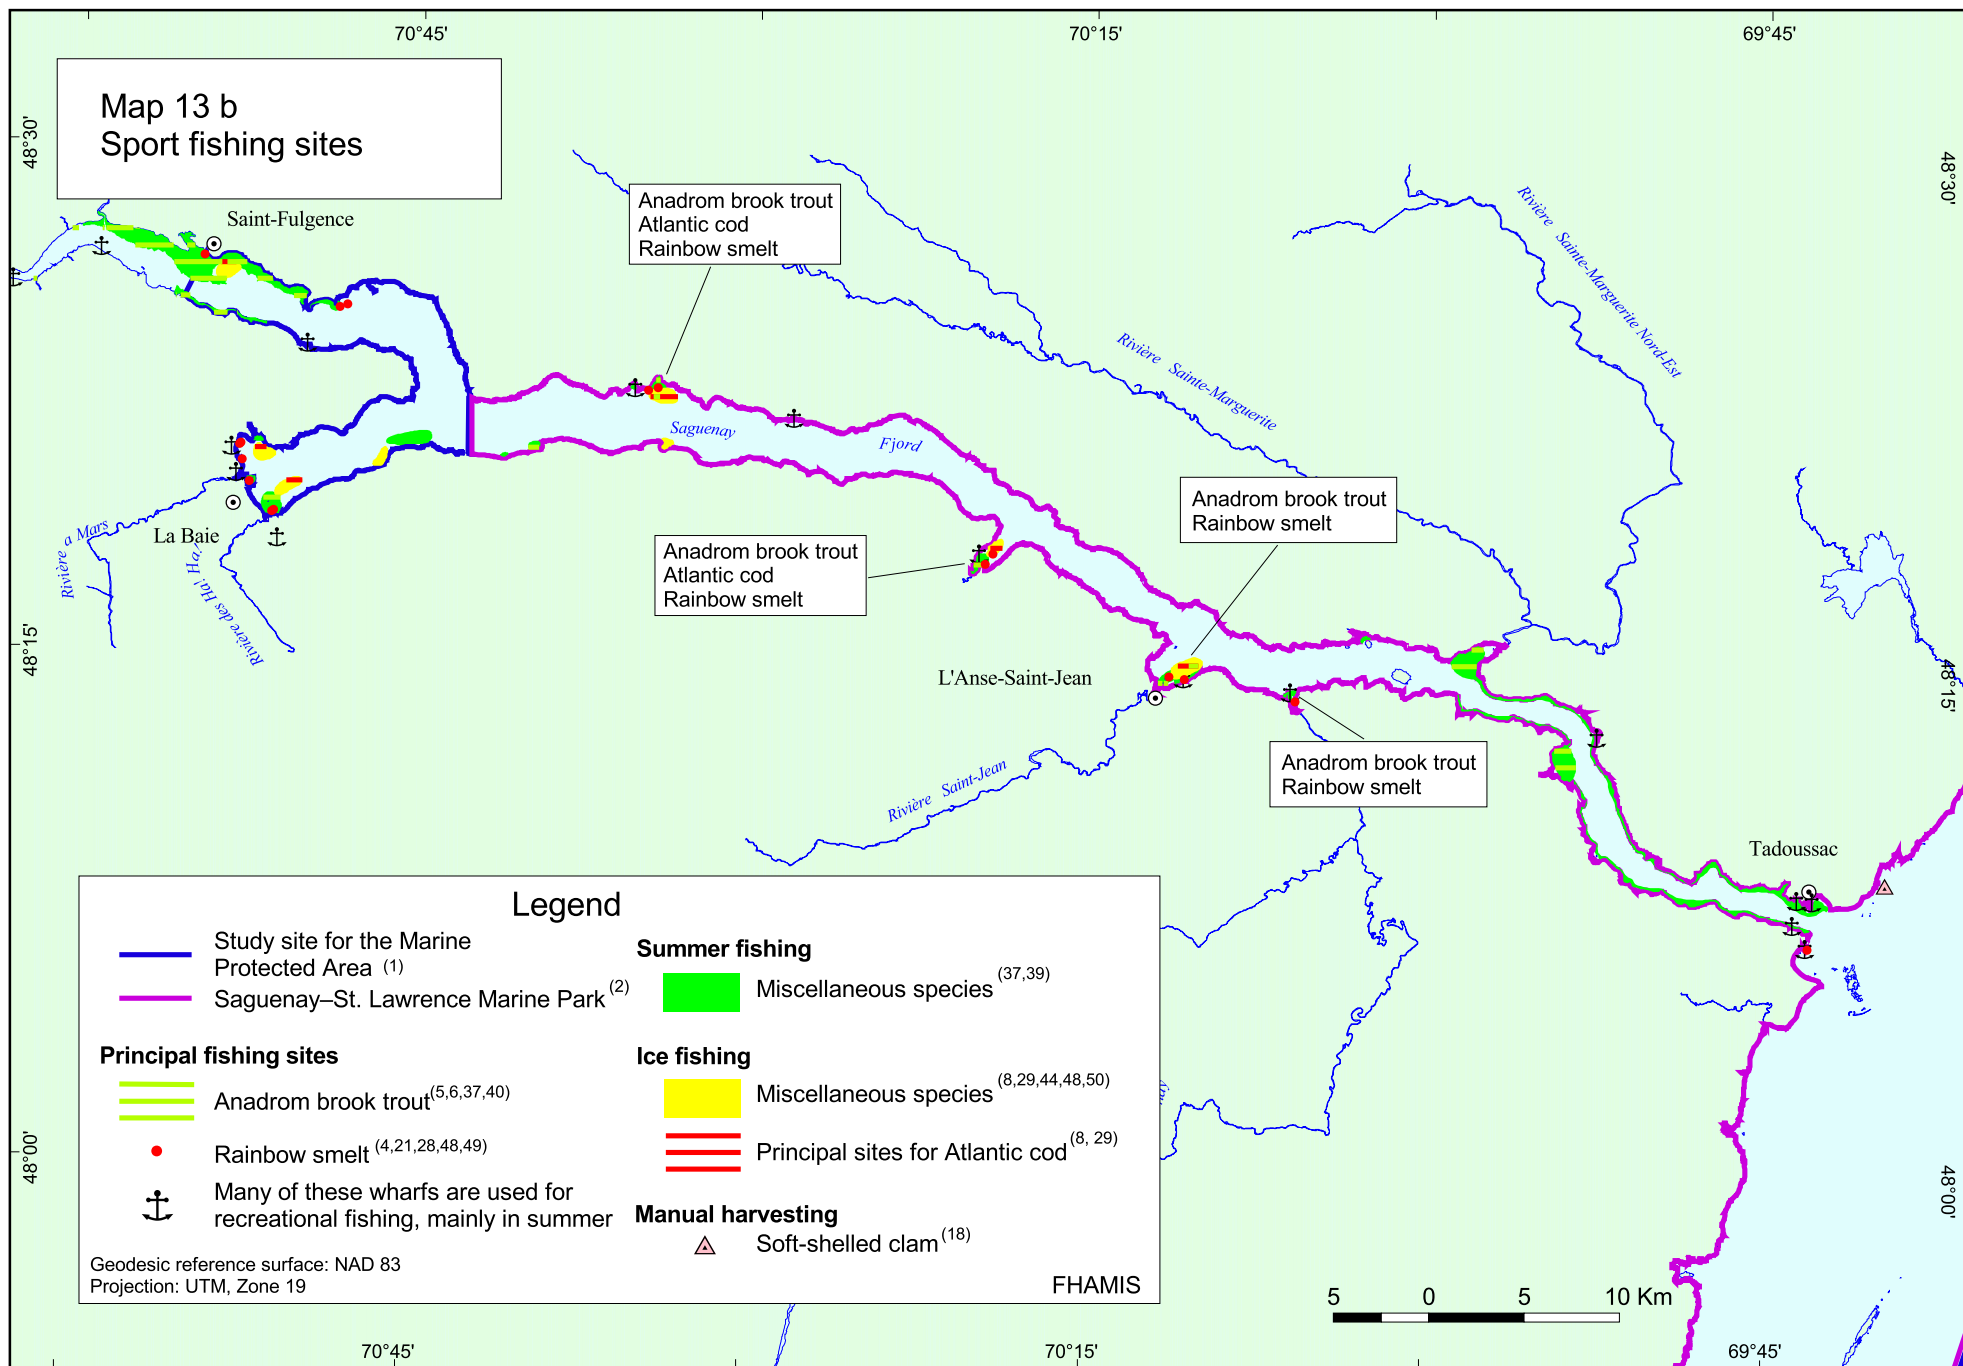 70°45'
70°15'
69°45'
Map 13 b
Sport fishing sites
48°30'
48°30'
Saint-Fulgence
Anadrom brook trout
Atlantic cod
Rainbow smelt
Rivière Sainte-Marguerite Nord-Est
Rivière Sainte-Marguerite
Saguenay
Fjord
Anadrom brook trout
Rainbow smelt
La Baie
Rivière a Mars
Rivière des Ha! Ha!
Anadrom brook trout
Atlantic cod
Rainbow smelt
48°15'
48°15'
L'Anse-Saint-Jean
Rivière Saint-Jean
Anadrom brook trout
Rainbow smelt
Tadoussac
Legend
Study site for the Marine
Protected Area (1)
Saguenay–St. Lawrence Marine Park (2)
Principal fishing sites
Anadrom brook trout (5,6,37,40)
Rainbow smelt (4,21,28,48,49)
Many of these wharfs are used for
recreational fishing, mainly in summer
Summer fishing
Miscellaneous species (37,39)
Ice fishing
Miscellaneous species (8,29,44,48,50)
Principal sites for Atlantic cod (8, 29)
Manual harvesting
Soft-shelled clam (18)
Geodesic reference surface: NAD 83
Projection: UTM, Zone 19
FHAMIS
48°00'
48°00'
5 0 5 10 Km
70°45'
70°15'
69°45'